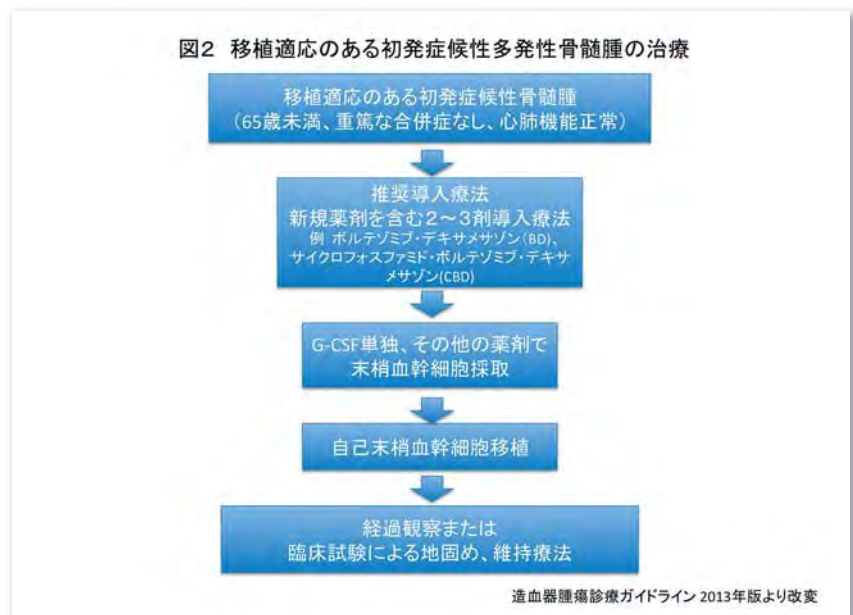 図2 移植適応のある初発症候性多発性骨髄腫の治療
移植適応のある初発症候性骨髄腫
(65歳未満、重篤な合併症なし、心肺機能正常)
推奨導入療法
新規薬剤を含む2~3剤導入療法
例 ボルテゾミブ・デキサメサゾン(BD)、
サイクロフォスファミド・ボルテゾミブ・デキサ
メサゾン(CBD)
G-CSF単独、その他の薬剤で
末梢血幹細胞採取
自己末梢血幹細胞移植
経過観察または
臨床試験による地固め、維持療法
造血器腫瘍診療ガイドライン 2013年版より改変